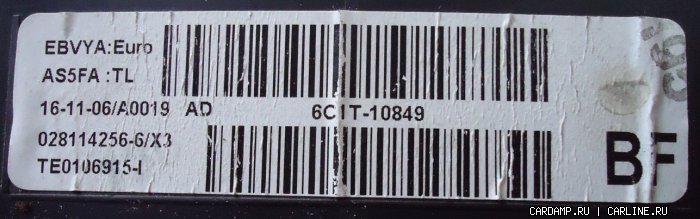 EBVYA:Euro
AS5FA :TL
16-11-06/A0019 AD 6C1T-10849
028114256-6/X3
TE0106915-I
BF
CARDAMP.RU | CARLINE.RU